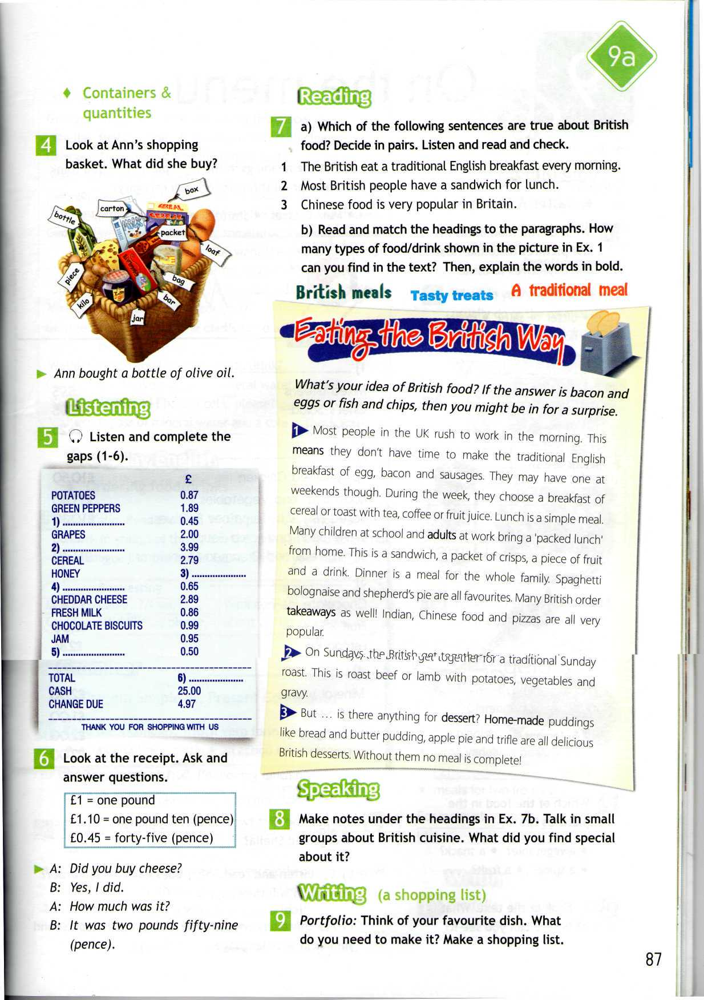 9a
♦ Containers &
quantities
4 Look at Ann's shopping
basket. What did she buy?
box
carton
bottle
CEREAL
CEREAL
packet
loaf
piece
bag
kilo
bar
jar
► Ann bought a bottle of olive oil.
Listening
5 Listen and complete the
gaps (1-6).
£
POTATOES 0.87
GREEN PEPPERS 1.89
1) ........................ 0.45
GRAPES 2.00
2) ........................ 3.99
CEREAL 2.79
HONEY 3) .....................
4) ........................ 0.65
CHEDDAR CHEESE 2.89
FRESH MILK 0.86
CHOCOLATE BISCUITS 0.99
JAM 0.95
5) ........................ 0.50
TOTAL 6) .....................
CASH 25.00
CHANGE DUE 4.97
THANK YOU FOR SHOPPING WITH US
6 Look at the receipt. Ask and
answer questions.
£1 = one pound
£1.10 = one pound ten (pence)
£0.45 = forty-five (pence)
► A: Did you buy cheese?
B: Yes, I did.
A: How much was it?
B: It was two pounds fifty-nine
(pence).
Reading
7 a) Which of the following sentences are true about British
food? Decide in pairs. Listen and read and check.
1 The British eat a traditional English breakfast every morning.
2 Most British people have a sandwich for lunch.
3 Chinese food is very popular in Britain.
b) Read and match the headings to the paragraphs. How
many types of food/drink shown in the picture in Ex. 1
can you find in the text? Then, explain the words in bold.
British meals Tasty treats A traditional meal
Eating the British Way
What's your idea of British food? If the answer is bacon and
eggs or fish and chips, then you might be in for a surprise.
1 Most people in the UK rush to work in the morning. This
means they don't have time to make the traditional English
breakfast of egg, bacon and sausages. They may have one at
weekends though. During the week, they choose a breakfast of
cereal or toast with tea, coffee or fruit juice. Lunch is a simple meal.
Many children at school and adults at work bring a 'packed lunch'
from home. This is a sandwich, a packet of crisps, a piece of fruit
and a drink. Dinner is a meal for the whole family. Spaghetti
bolognaise and shepherd's pie are all favourites. Many British order
takeaways as well! Indian, Chinese food and pizzas are all very
popular.
2 On Sundays, the British get together for a traditional Sunday
roast. This is roast beef or lamb with potatoes, vegetables and
gravy.
3 But ... is there anything for dessert? Home-made puddings
like bread and butter pudding, apple pie and trifle are all delicious
British desserts. Without them no meal is complete!
Speaking
8 Make notes under the headings in Ex. 7b. Talk in small
groups about British cuisine. What did you find special
about it?
Writing (a shopping list)
9 Portfolio: Think of your favourite dish. What
do you need to make it? Make a shopping list.
87